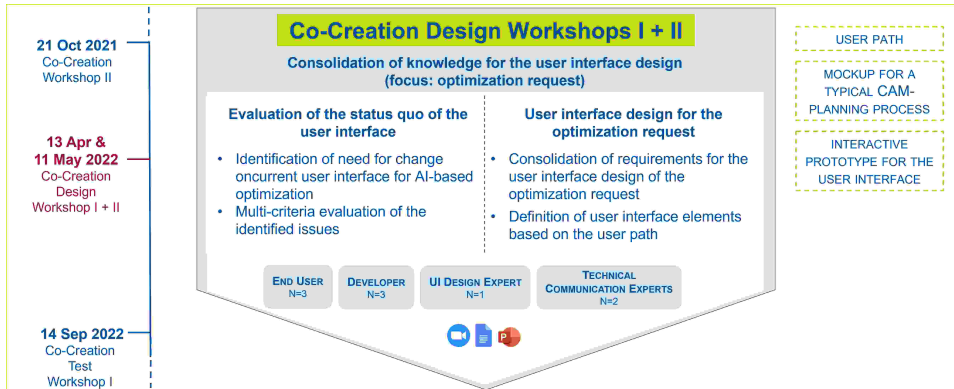 21 Oct 2021
Co-Creation
Workshop II
13 Apr &
11 May 2022
Co-Creation
Design
Workshop I + II
14 Sep 2022
Co-Creation
Test
Workshop I
Co-Creation Design Workshops I + II
Consolidation of knowledge for the user interface design
(focus: optimization request)
Evaluation of the status quo of the
user interface
• Identification of need for change
oncurrent user interface for AI-based
optimization
• Multi-criteria evaluation of the
identified issues
User interface design for the
optimization request
• Consolidation of requirements for the
user interface design of the
optimization request
• Definition of user interface elements
based on the user path
END USER
N=3
DEVELOPER
N=3
UI DESIGN EXPERT
N=1
TECHNICAL
COMMUNICATION EXPERTS
N=2
P
USER PATH
MOCKUP FOR A
TYPICAL CAM-
PLANNING PROCESS
INTERACTIVE
PROTOTYPE FOR THE
USER INTERFACE